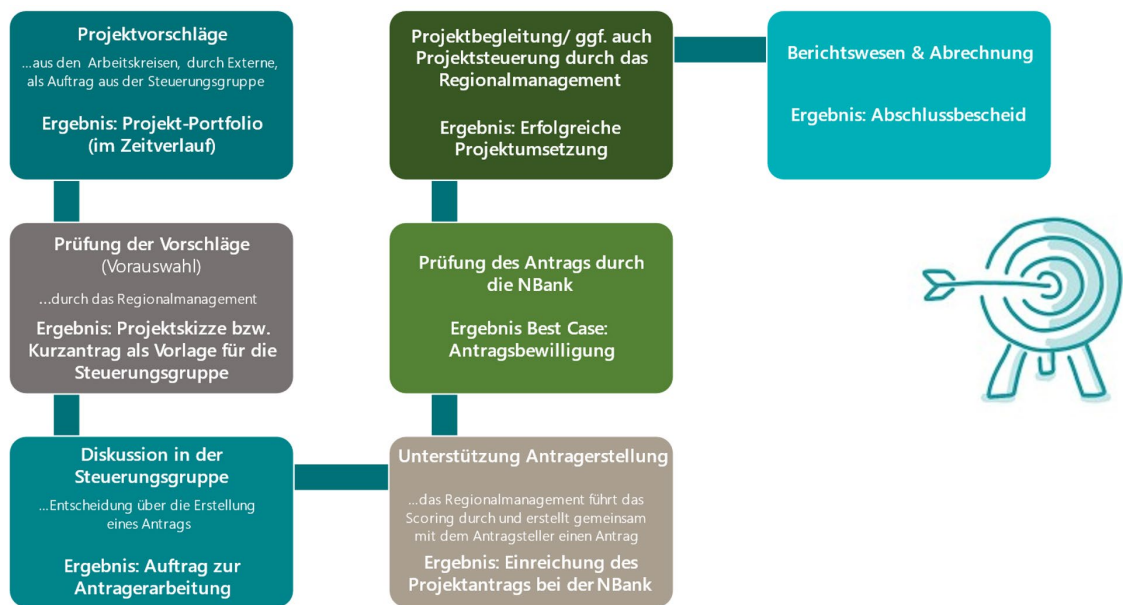 Projektvorschläge
...aus den Arbeitskreisen, durch Externe,
als Auftrag aus der Steuerungsgruppe
Ergebnis: Projekt-Portfolio
(im Zeitverlauf)
Prüfung der Vorschläge
(Vorauswahl)
...durch das Regionalmanagement
Ergebnis: Projektskizze bzw.
Kurzantrag als Vorlage für die
Steuerungsgruppe
Diskussion in der
Steuerungsgruppe
...Entscheidung über die Erstellung
eines Antrags
Ergebnis: Auftrag zur
Antragerarbeitung
Unterstützung Antragerstellung
...das Regionalmanagement führt das
Scoring durch und erstellt gemeinsam
mit dem Antragsteller einen Antrag
Ergebnis: Einreichung des
Projektantrags bei der NBank
Prüfung des Antrags durch
die NBank
Ergebnis Best Case:
Antragsbewilligung
Projektbegleitung/ ggf. auch
Projektsteuerung durch das
Regionalmanagement
Ergebnis: Erfolgreiche
Projektumsetzung
Berichtswesen & Abrechnung
Ergebnis: Abschlussbescheid